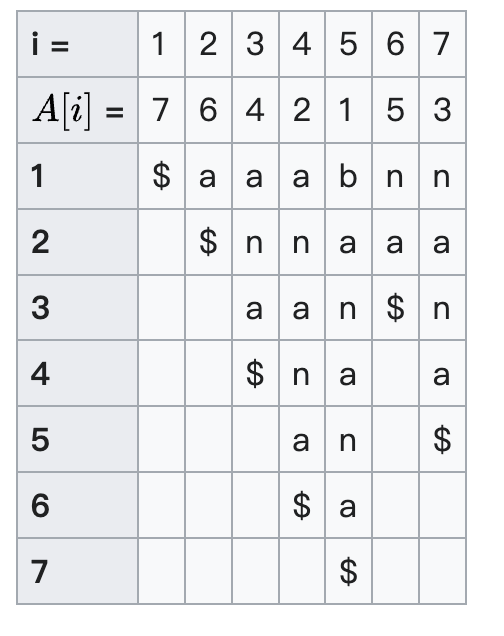 i = 1 2 3 4 5 6 7
A[i] = 7 6 4 2 1 5 3
1 $ a a a b n n
2 $ n n a a a
3 a a n $ n
4 $ n a a
5 a n $
6 $ a
7 $